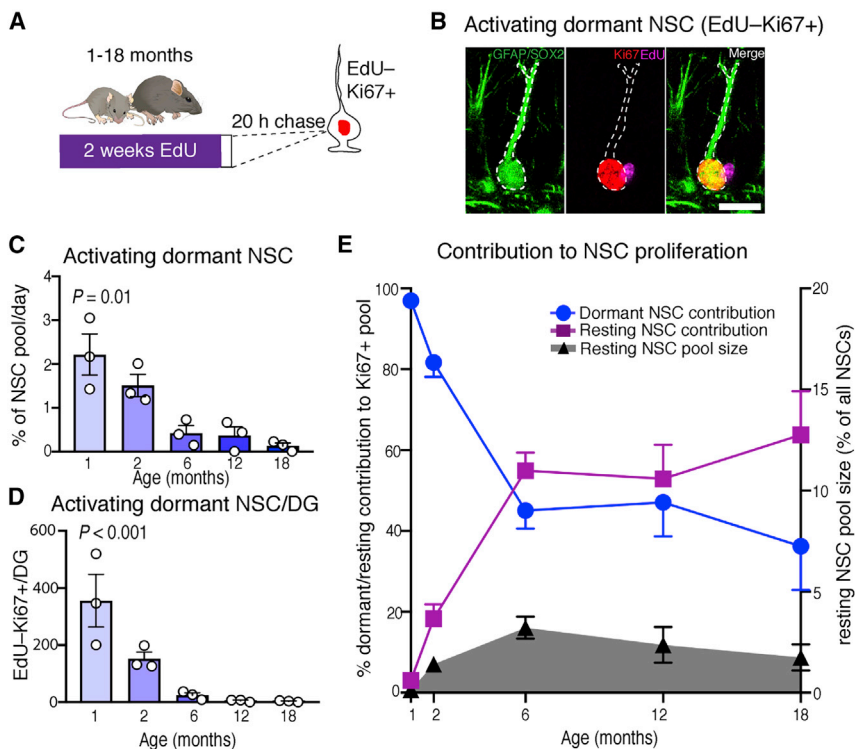 A
1-18 months
2 weeks EdU
20 h chase
EdU–
Ki67+
B
Activating dormant NSC (EdU–Ki67+)
GFAP/SOX2
Ki67EdU
Merge
C
Activating dormant NSC
% of NSC pool/day
4
3
2
1
0
P = 0.01
1 2 6 12 18
Age (months)
D
Activating dormant NSC/DG
EdU–Ki67+/DG
600
400
200
0
P < 0.001
1 2 6 12 18
Age (months)
E
Contribution to NSC proliferation
% dormant/resting contribution to Ki67+ pool
100
80
60
40
20
0
Dormant NSC contribution
Resting NSC contribution
Resting NSC pool size
20
15
10
5
0
resting NSC pool size (% of all NSCs)
1 2 6 12 18
Age (months)